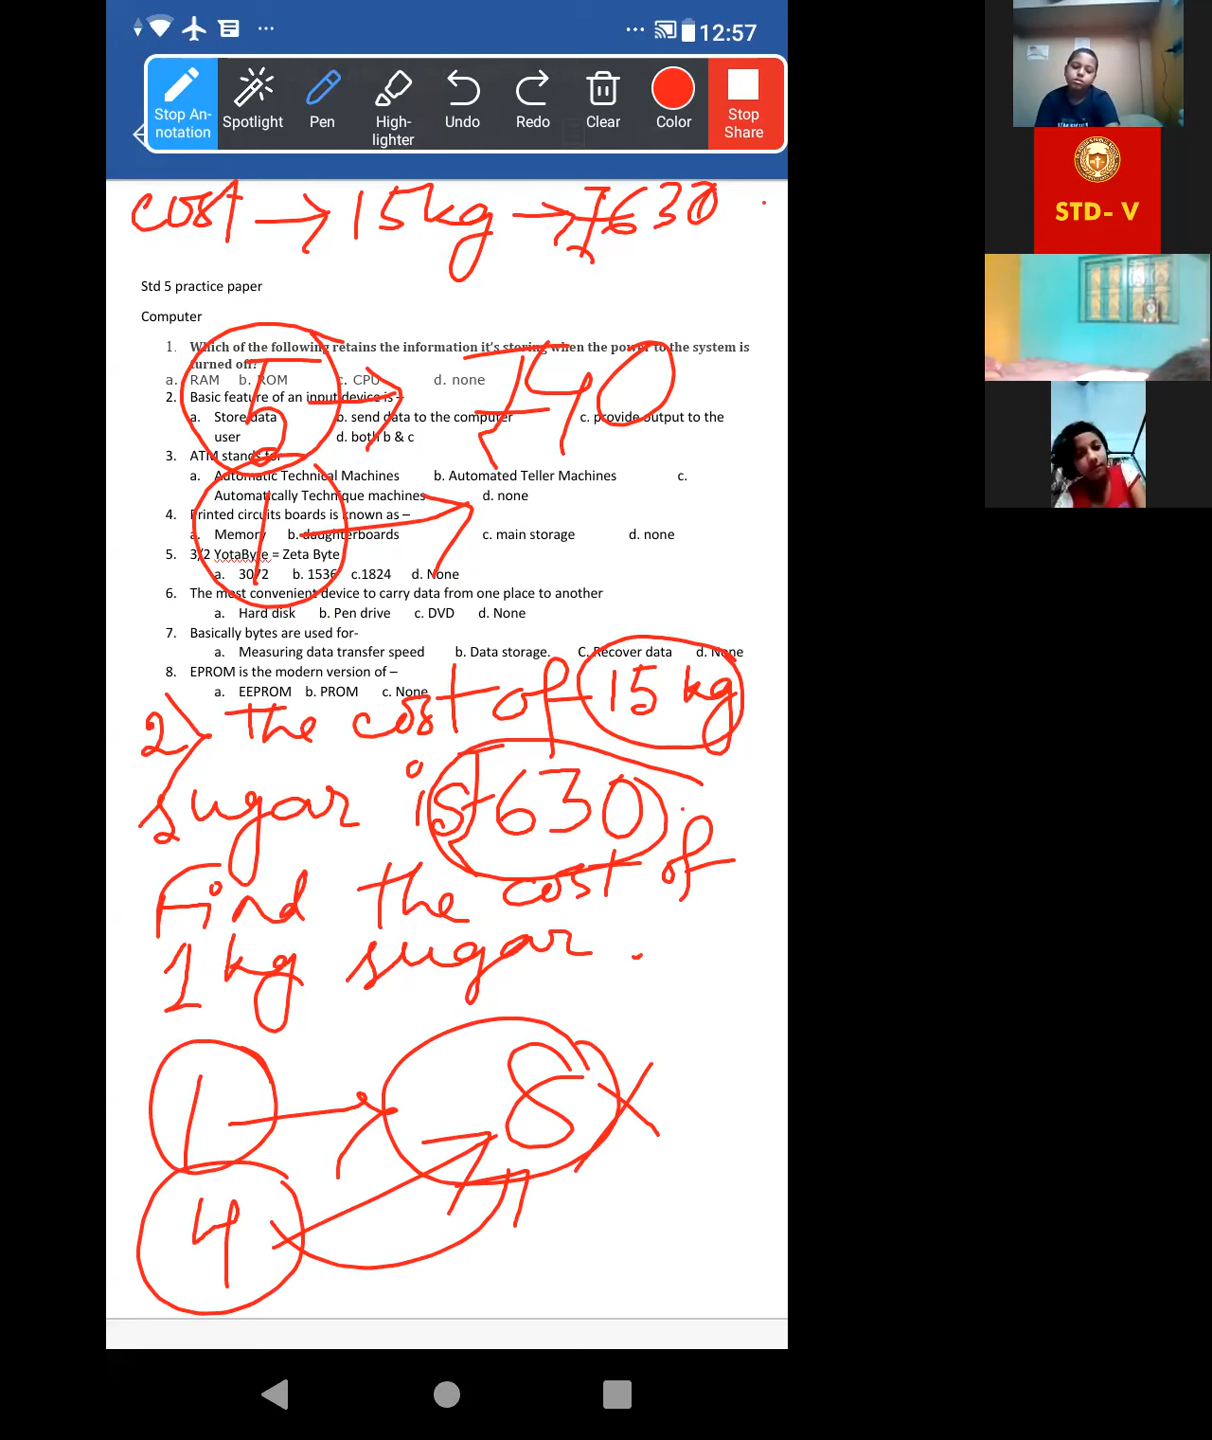 12:57
Stop An-
notation
Spotlight
Pen
High-
lighter
Undo
Redo
Clear
Color
Stop
Share
STD- V
cost → 15kg → ₹630
Std 5 practice paper
Computer
1. Which of the following retains the information it's storing when the power to the system is
turned off?
a. RAM b. ROM c. CPU d. none
2. Basic feature of an input device is –
a. Store data b. send data to the computer c. provide output to the
user d. both b & c
3. ATM stands for
a. Automatic Technical Machines b. Automated Teller Machines c.
Automatically Technique machines d. none
4. Printed circuits boards is known as –
a. Memory b. daughterboards c. main storage d. none
5. 3/2 YotaByte = Zeta Byte
a. 3072 b. 1536 c.1824 d. None
6. The most convenient device to carry data from one place to another
a. Hard disk b. Pen drive c. DVD d. None
7. Basically bytes are used for-
a. Measuring data transfer speed b. Data storage. C. Recover data d. None
8. EPROM is the modern version of –
a. EEPROM b. PROM c. None
5 → ₹40
1 →
2) the cost of 15 kg
sugar is ₹630.
Find the cost of
1 kg sugar.
1 → 8 X
4